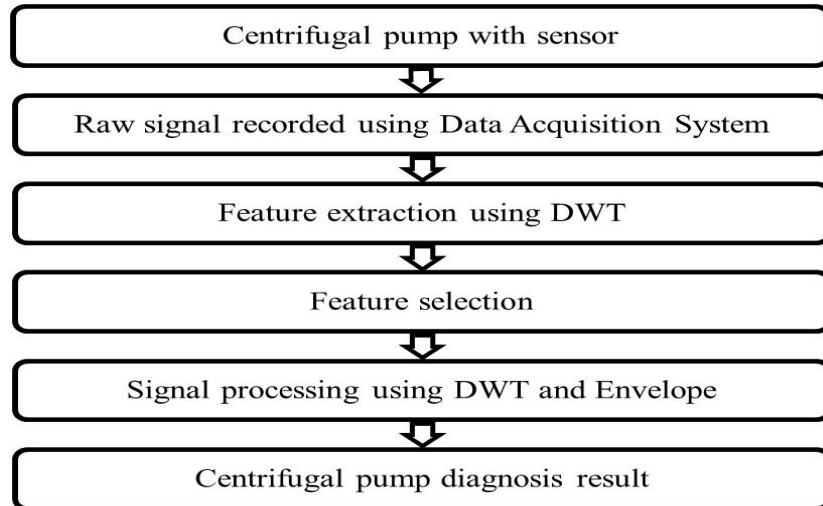 Centrifugal pump with sensor
Raw signal recorded using Data Acquisition System
Feature extraction using DWT
Feature selection
Signal processing using DWT and Envelope
Centrifugal pump diagnosis result